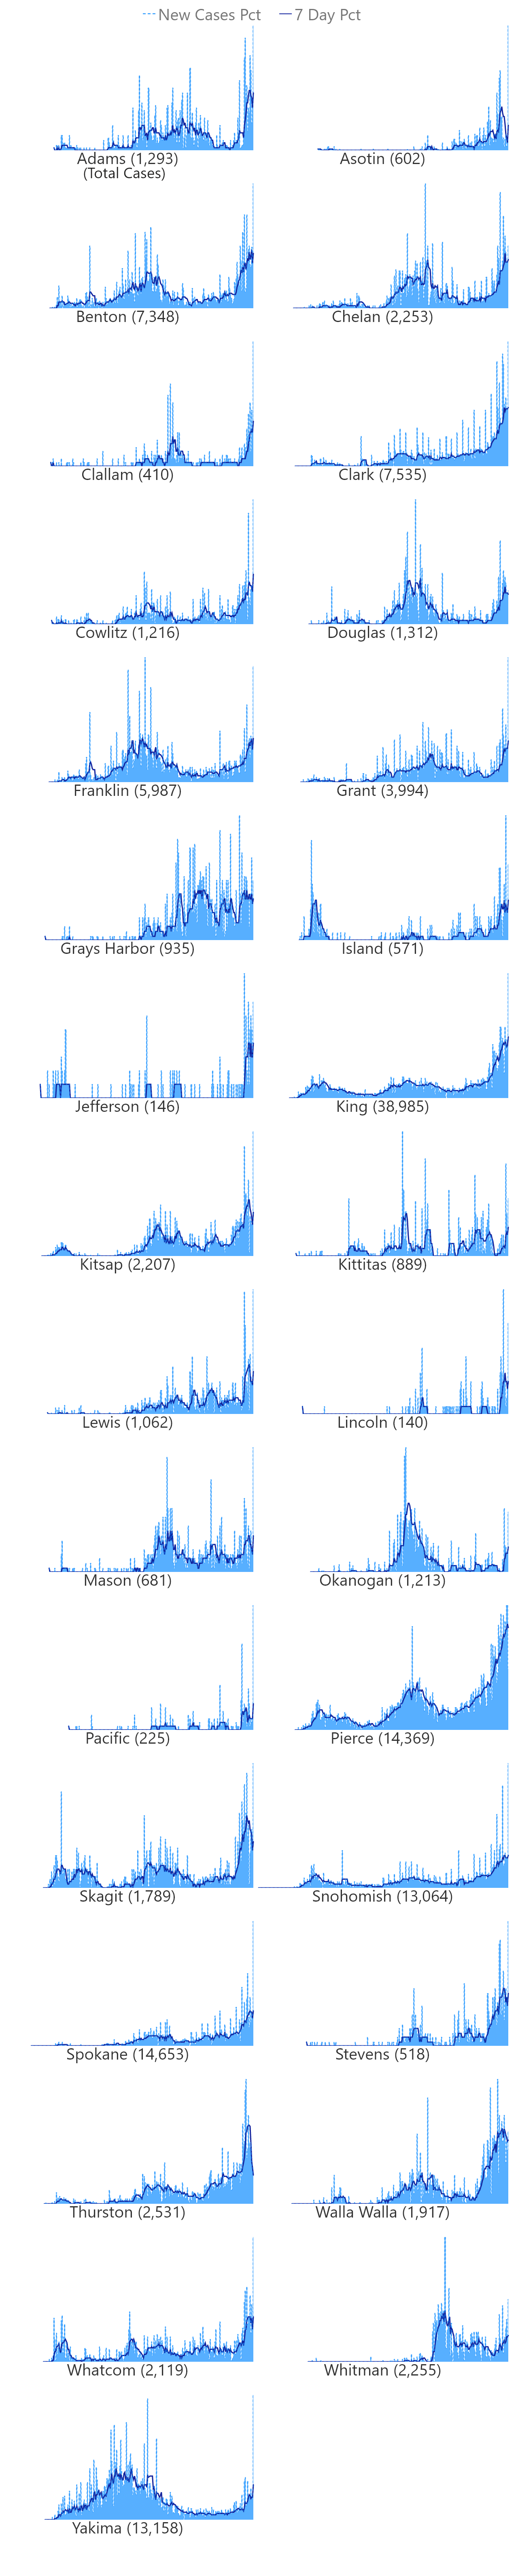 New Cases Pct 7 Day Pct
Adams (1,293) Asotin (602)
(Total Cases)
Benton (7,348) Chelan (2,253)
Clallam (410) Clark (7,535)
Cowlitz (1,216) Douglas (1,312)
Franklin (5,987) Grant (3,994)
Grays Harbor (935) Island (571)
Jefferson (146) King (38,985)
Kitsap (2,207) Kittitas (889)
Lewis (1,062) Lincoln (140)
Mason (681) Okanogan (1,213)
Pacific (225) Pierce (14,369)
Skagit (1,789) Snohomish (13,064)
Spokane (14,653) Stevens (518)
Thurston (2,531) Walla Walla (1,917)
Whatcom (2,119) Whitman (2,255)
Yakima (13,158)